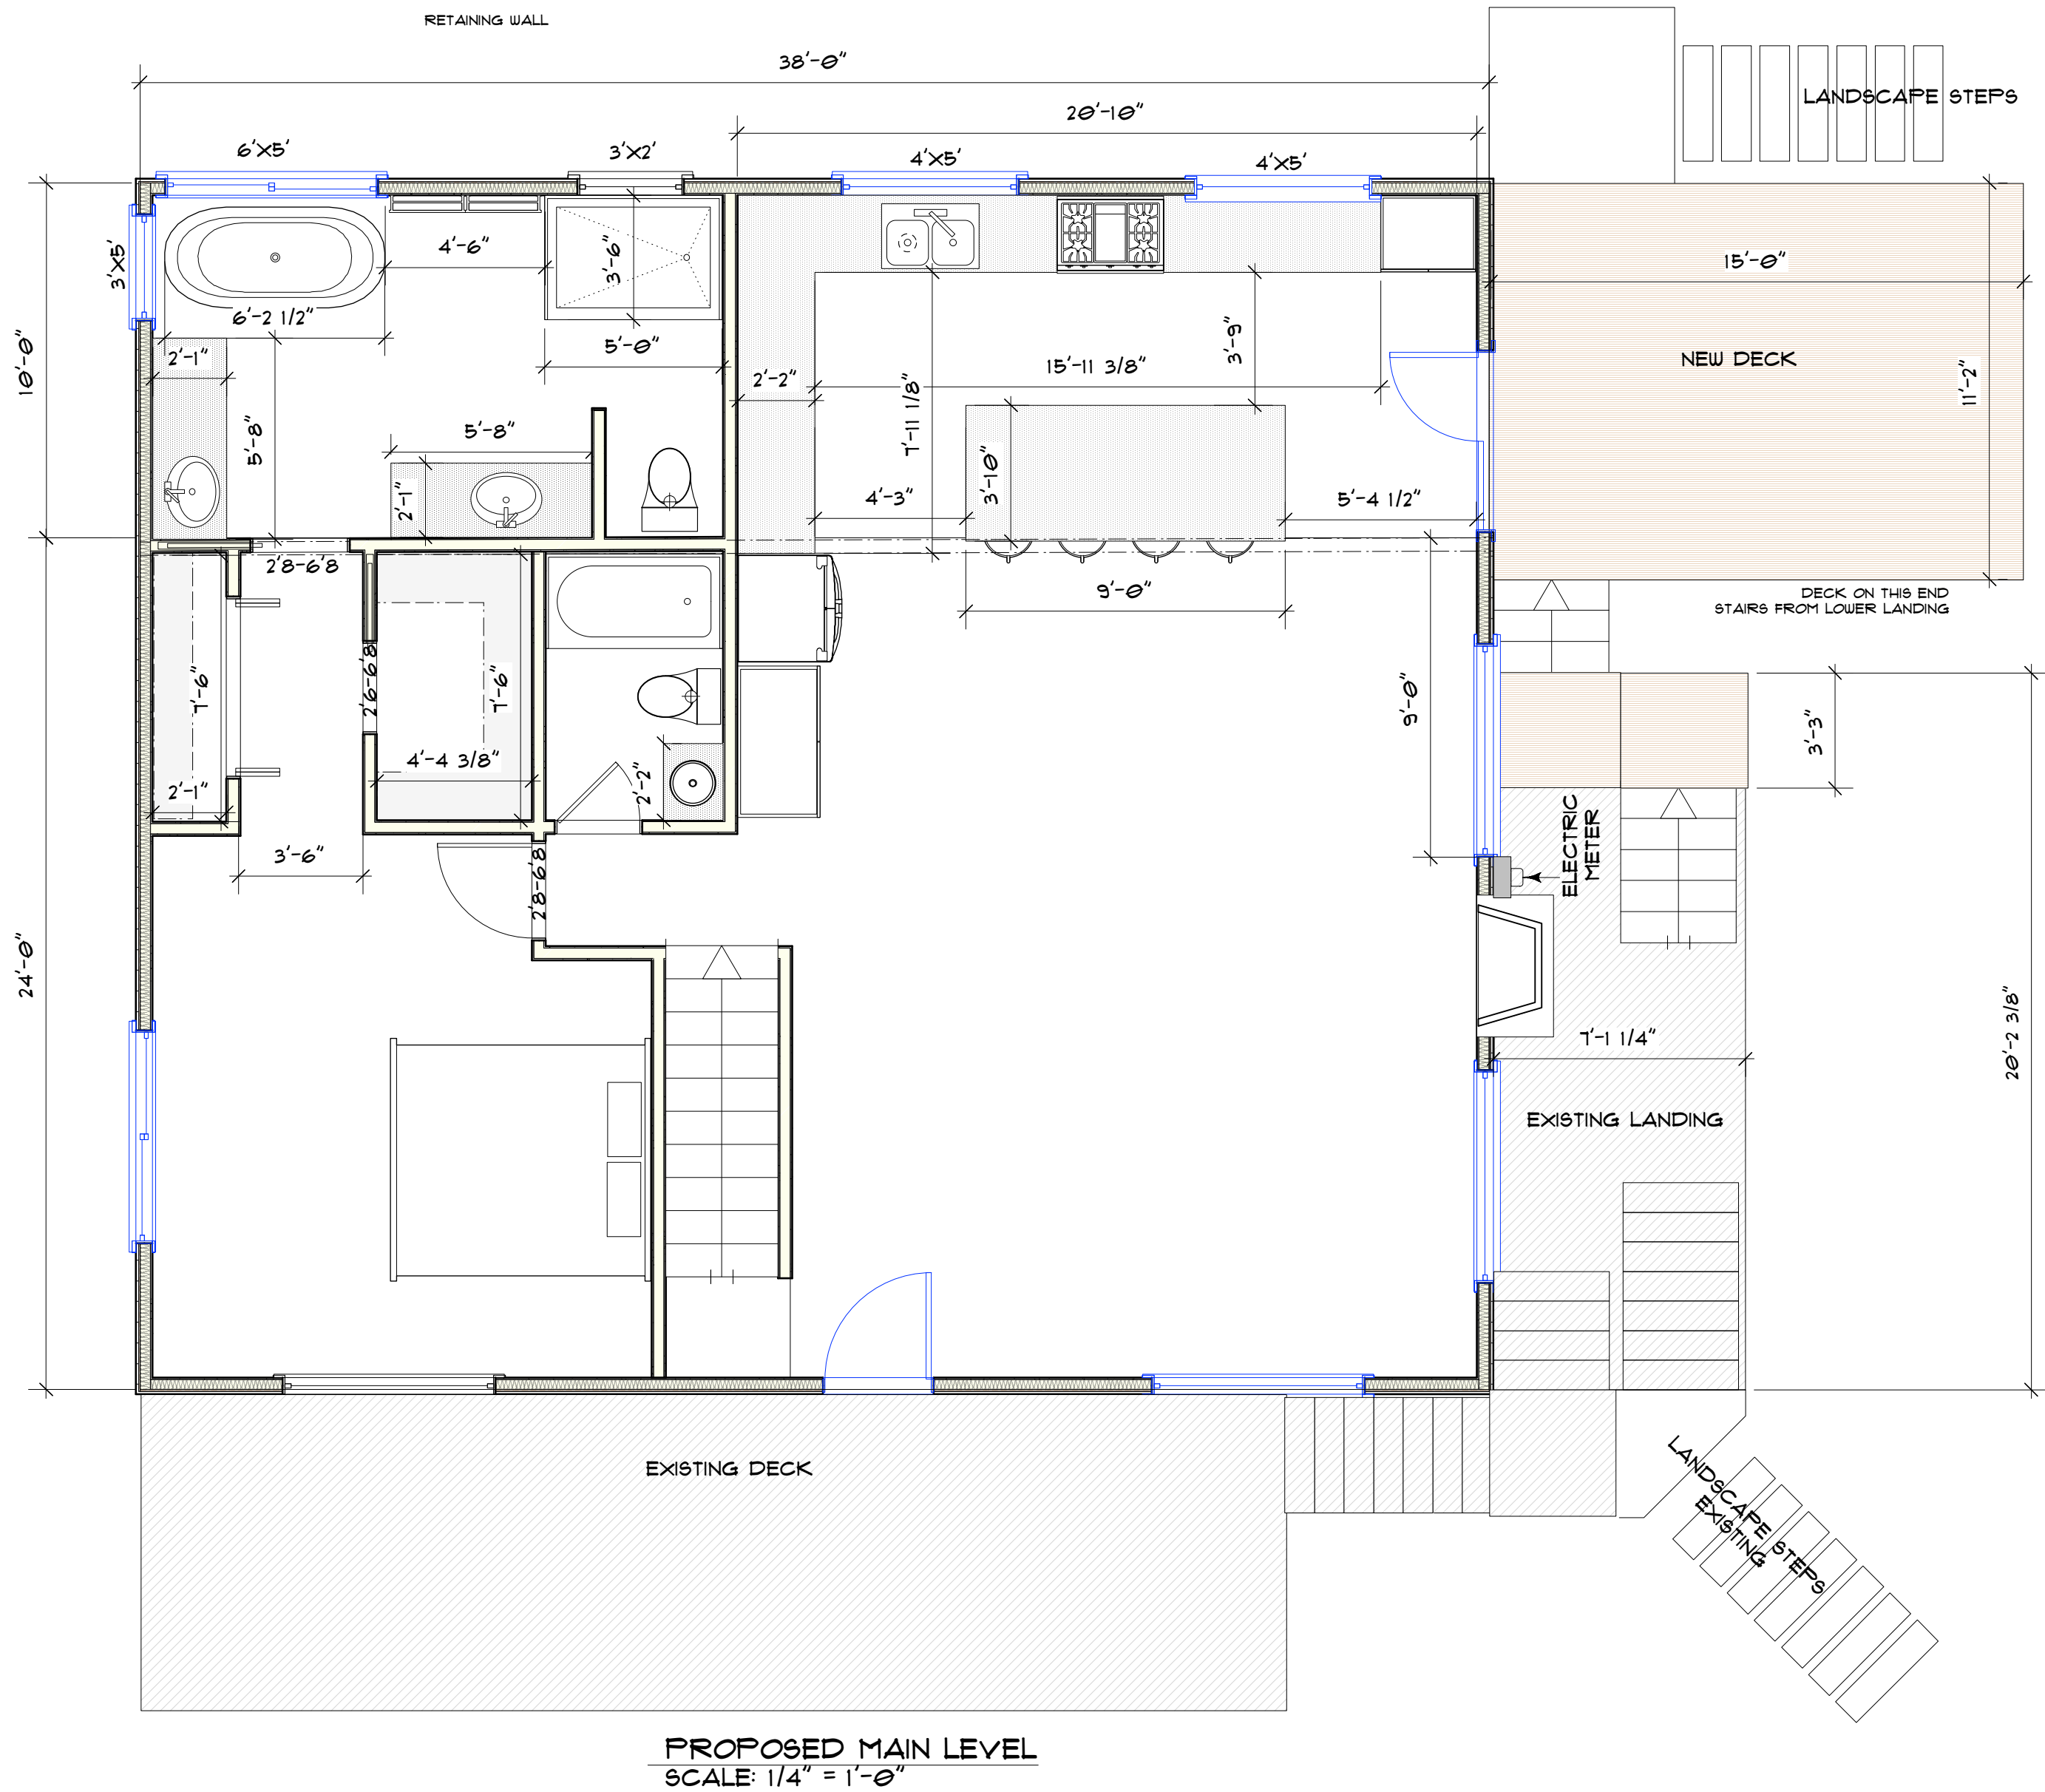 RETAINING WALL
38'-0"
LANDSCAPE STEPS
20'-10"
6'X5'
3'X2'
4'X5'
4'X5'
3'X5'
4'-6"
3'-6"
15'-0"
6'-2 1/2"
10'-0"
2'-1"
5'-0"
3'-9"
NEW DECK
15'-11 3/8"
2'-2"
11'-2"
7'-11 1/8"
5'-8"
5'-8"
2'-1"
3'-10"
4'-3"
5'-4 1/2"
2'8-6'8
9'-0"
DECK ON THIS END
STAIRS FROM LOWER LANDING
2'6-6'8
7'-6"
7'-6"
9'-0"
3'-3"
4'-4 3/8"
2'-1"
2'-2"
ELECTRIC
METER
3'-6"
2'8-6'8
24'-0"
7'-1 1/4"
20'-2 3/8"
EXISTING LANDING
EXISTING DECK
LANDSCAPE STEPS
EXISTING
PROPOSED MAIN LEVEL
SCALE: 1/4" = 1'-0"